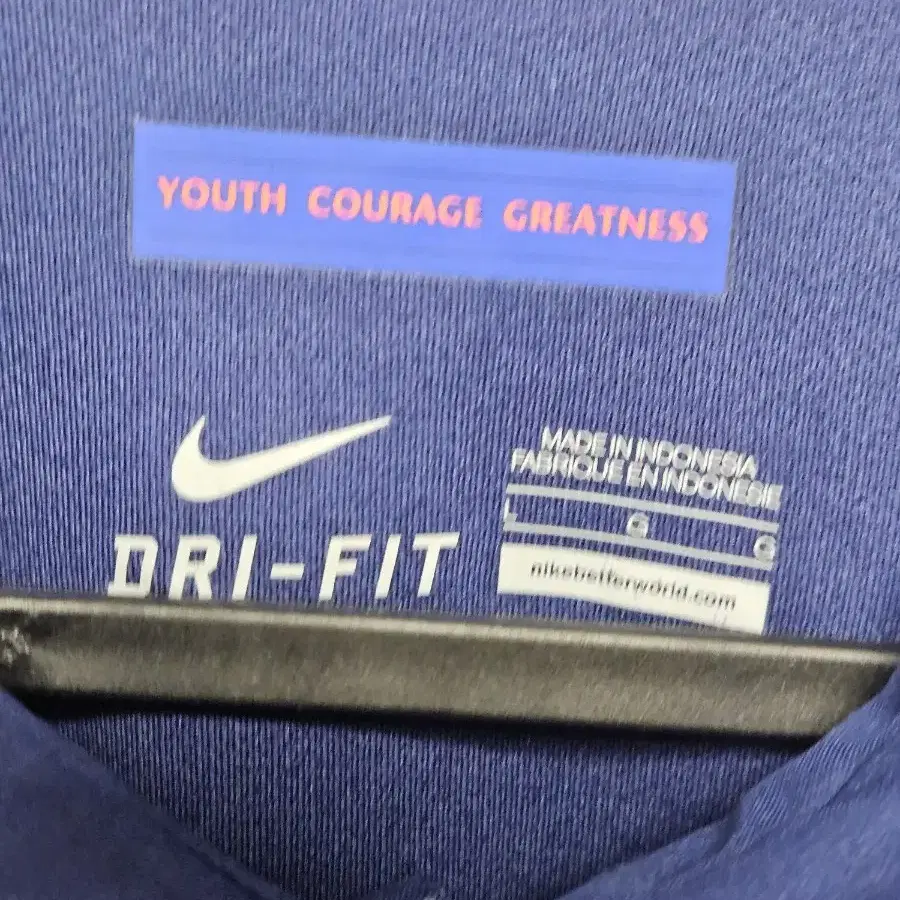 YOUTH COURAGE GREATNESS
DRI-FIT
MADE IN INDONESIA
FABRIQUE EN INDONESIE
L G G
nikebetterworld.com